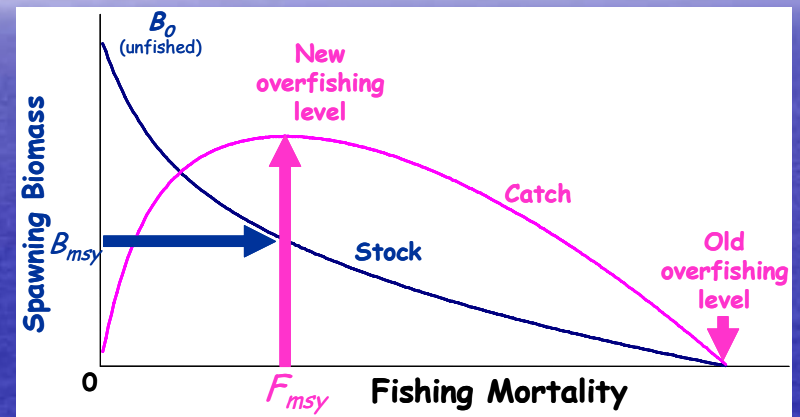 B0
(unfished)
New
overfishing
level
Catch
Spawning Biomass
Bmsy
Stock
Old
overfishing
level
0
Fmsy
Fishing Mortality